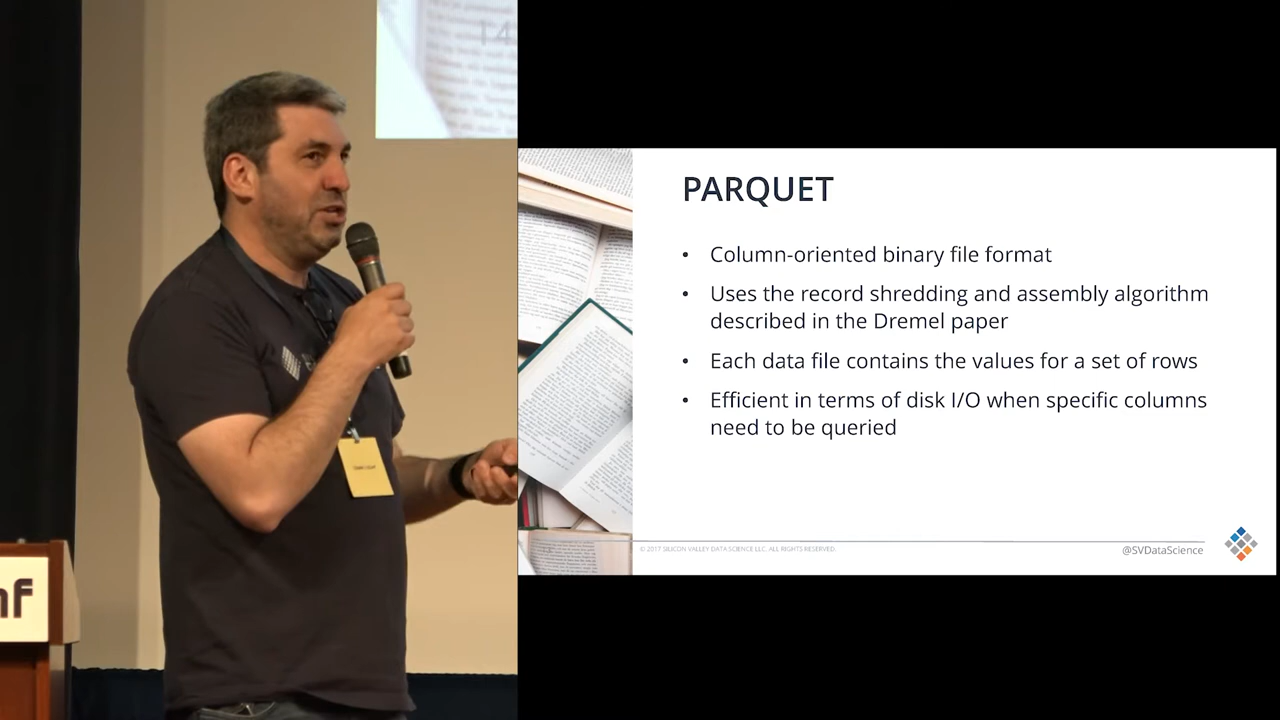 14
nf
PARQUET
• Column-oriented binary file format
• Uses the record shredding and assembly algorithm
described in the Dremel paper
• Each data file contains the values for a set of rows
• Efficient in terms of disk I/O when specific columns
need to be queried
© 2017 SILICON VALLEY DATA SCIENCE LLC. ALL RIGHTS RESERVED.
@SVDataScience